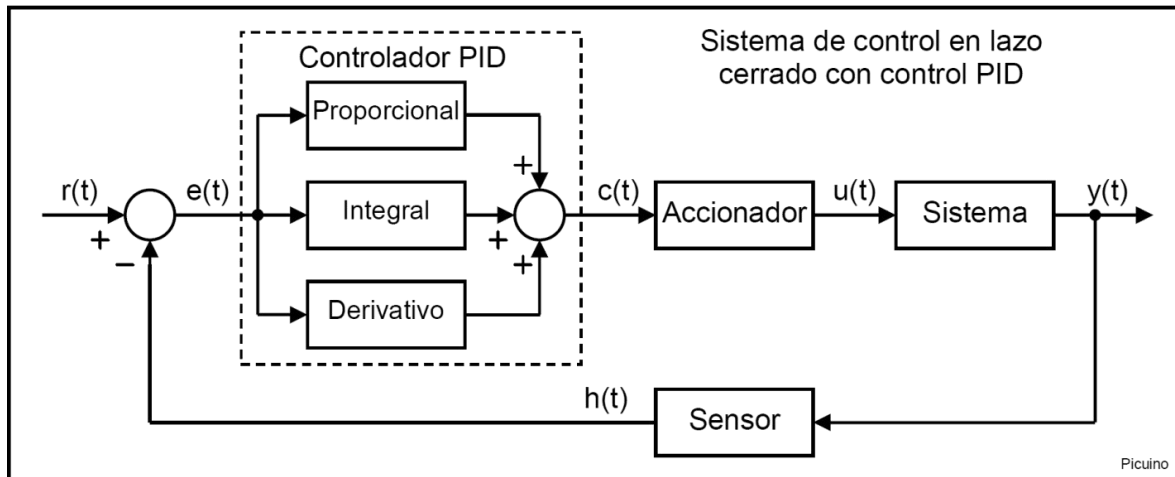 Sistema de control en lazo
cerrado con control PID
Controlador PID
Proporcional
+
r(t)
e(t)
Integral
c(t)
Accionador
u(t)
Sistema
y(t)
+
+
−
+
Derivativo
h(t)
Sensor
Picuino